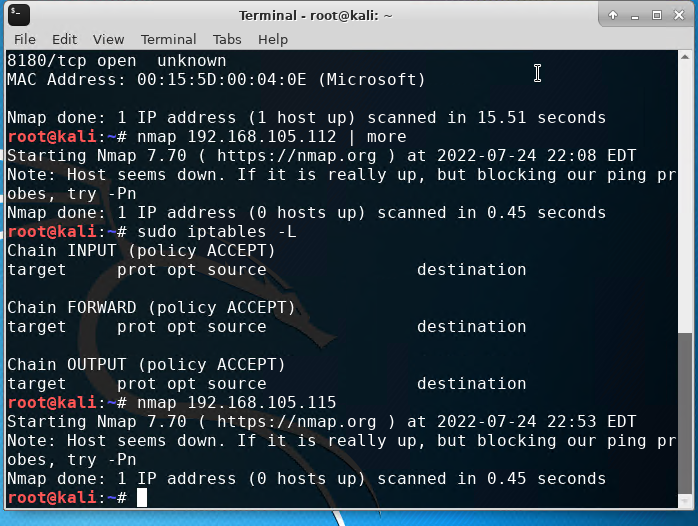 Terminal - root@kali: ~
File Edit View Terminal Tabs Help
8180/tcp open  unknown
MAC Address: 00:15:5D:00:04:0E (Microsoft)
Nmap done: 1 IP address (1 host up) scanned in 15.51 seconds
root@kali:~# nmap 192.168.105.112 | more
Starting Nmap 7.70 ( https://nmap.org ) at 2022-07-24 22:08 EDT
Note: Host seems down. If it is really up, but blocking our ping pr
obes, try -Pn
Nmap done: 1 IP address (0 hosts up) scanned in 0.45 seconds
root@kali:~# sudo iptables -L
Chain INPUT (policy ACCEPT)
target     prot opt source               destination
Chain FORWARD (policy ACCEPT)
target     prot opt source               destination
Chain OUTPUT (policy ACCEPT)
target     prot opt source               destination
root@kali:~# nmap 192.168.105.115
Starting Nmap 7.70 ( https://nmap.org ) at 2022-07-24 22:53 EDT
Note: Host seems down. If it is really up, but blocking our ping pr
obes, try -Pn
Nmap done: 1 IP address (0 hosts up) scanned in 0.45 seconds
root@kali:~#